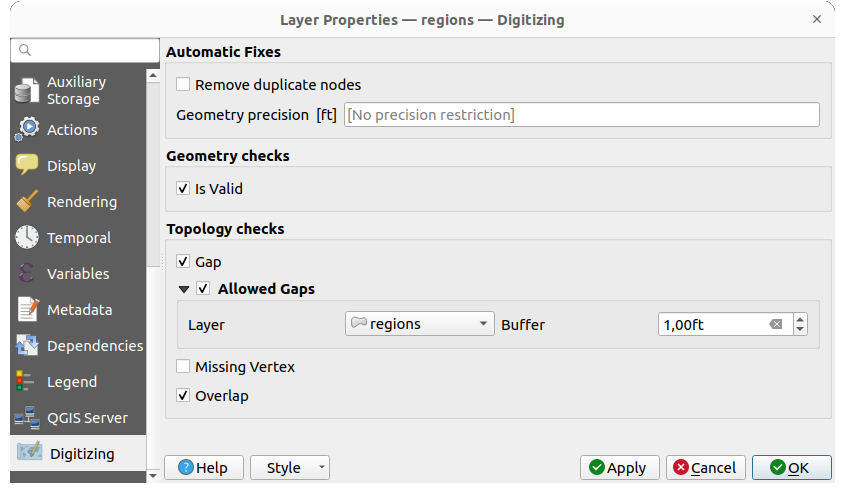 Layer Properties — regions — Digitizing
Auxiliary
Storage
Actions
Display
Rendering
Temporal
Variables
Metadata
Dependencies
Legend
QGIS Server
Digitizing
Automatic Fixes
Remove duplicate nodes
Geometry precision [ft] [No precision restriction]
Geometry checks
Is Valid
Topology checks
Gap
Allowed Gaps
Layer regions Buffer 1,00ft
Missing Vertex
Overlap
Help Style Apply Cancel OK